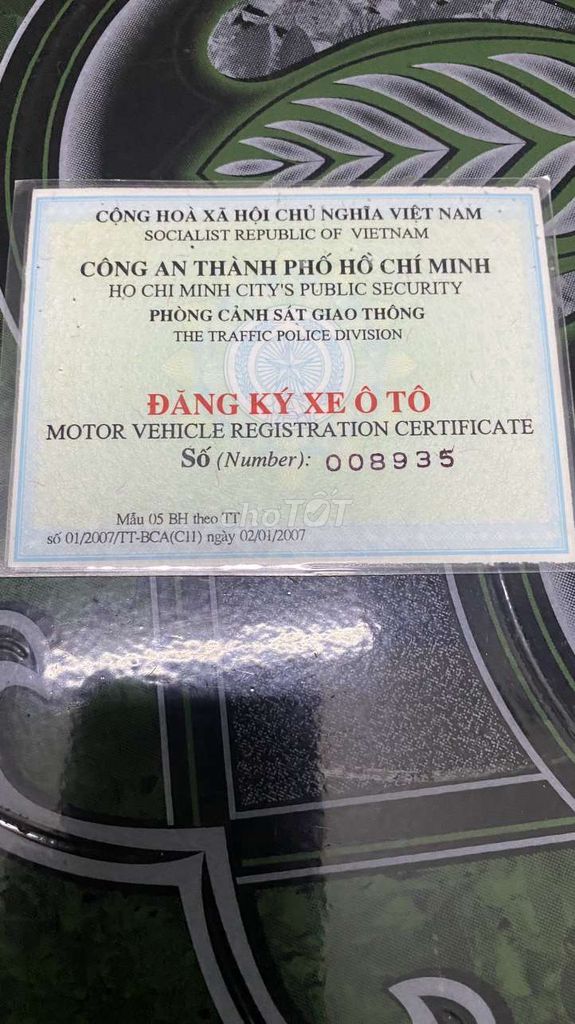 CỘNG HOÀ XÃ HỘI CHỦ NGHĨA VIỆT NAM
SOCIALIST REPUBLIC OF VIETNAM
CÔNG AN THÀNH PHỐ HỒ CHÍ MINH
HO CHI MINH CITY'S PUBLIC SECURITY
PHÒNG CẢNH SÁT GIAO THÔNG
THE TRAFFIC POLICE DIVISION
ĐĂNG KÝ XE Ô TÔ
MOTOR VEHICLE REGISTRATION CERTIFICATE
Số (Number): 008935
Mẫu 05 BH theo TT
số 01/2007/TT-BCA(C11) ngày 02/01/2007
choTỐT